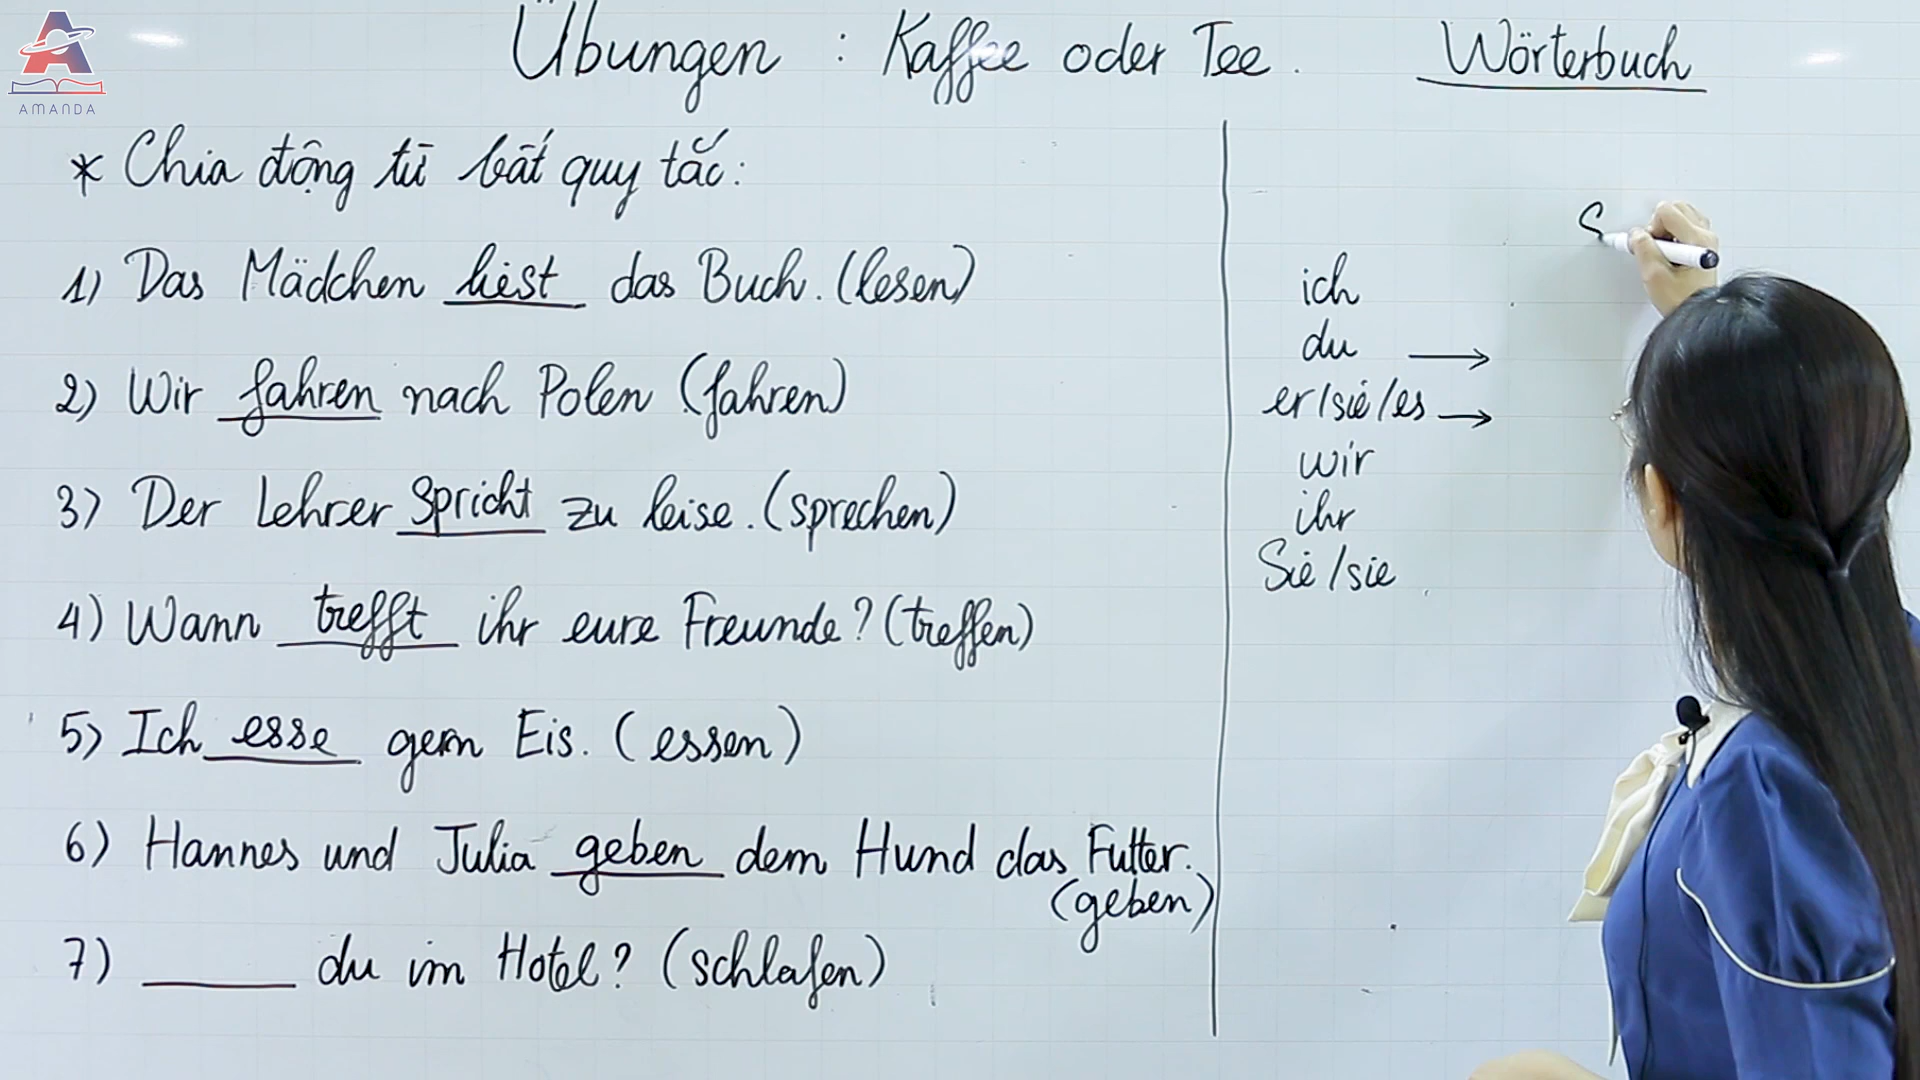 AMANDA
Übungen : Kaffee oder Tee.
Wörterbuch
* Chia động từ bất quy tắc:
1) Das Mädchen liest das Buch. (lesen)
2) Wir fahren nach Polen (fahren)
3) Der Lehrer spricht zu leise. (sprechen)
4) Wann trefft ihr eure Freunde? (treffen)
5) Ich esse gern Eis. (essen)
6) Hannes und Julia geben dem Hund das Futter.
(geben)
7) ______ du im Hotel? (schlafen)
S
ich
du →
er/sie/es →
wir
ihr
Sie/sie